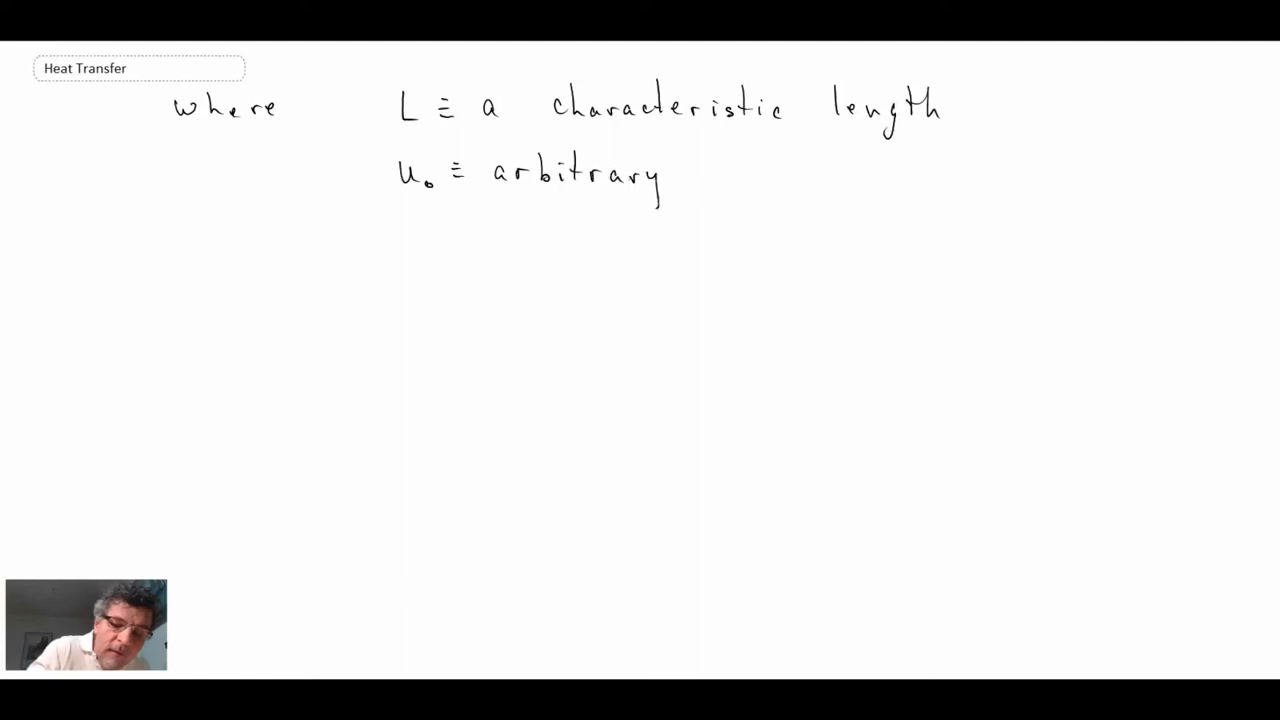 Heat Transfer
where L ≡ a characteristic length
u₀ ≡ arbitrary